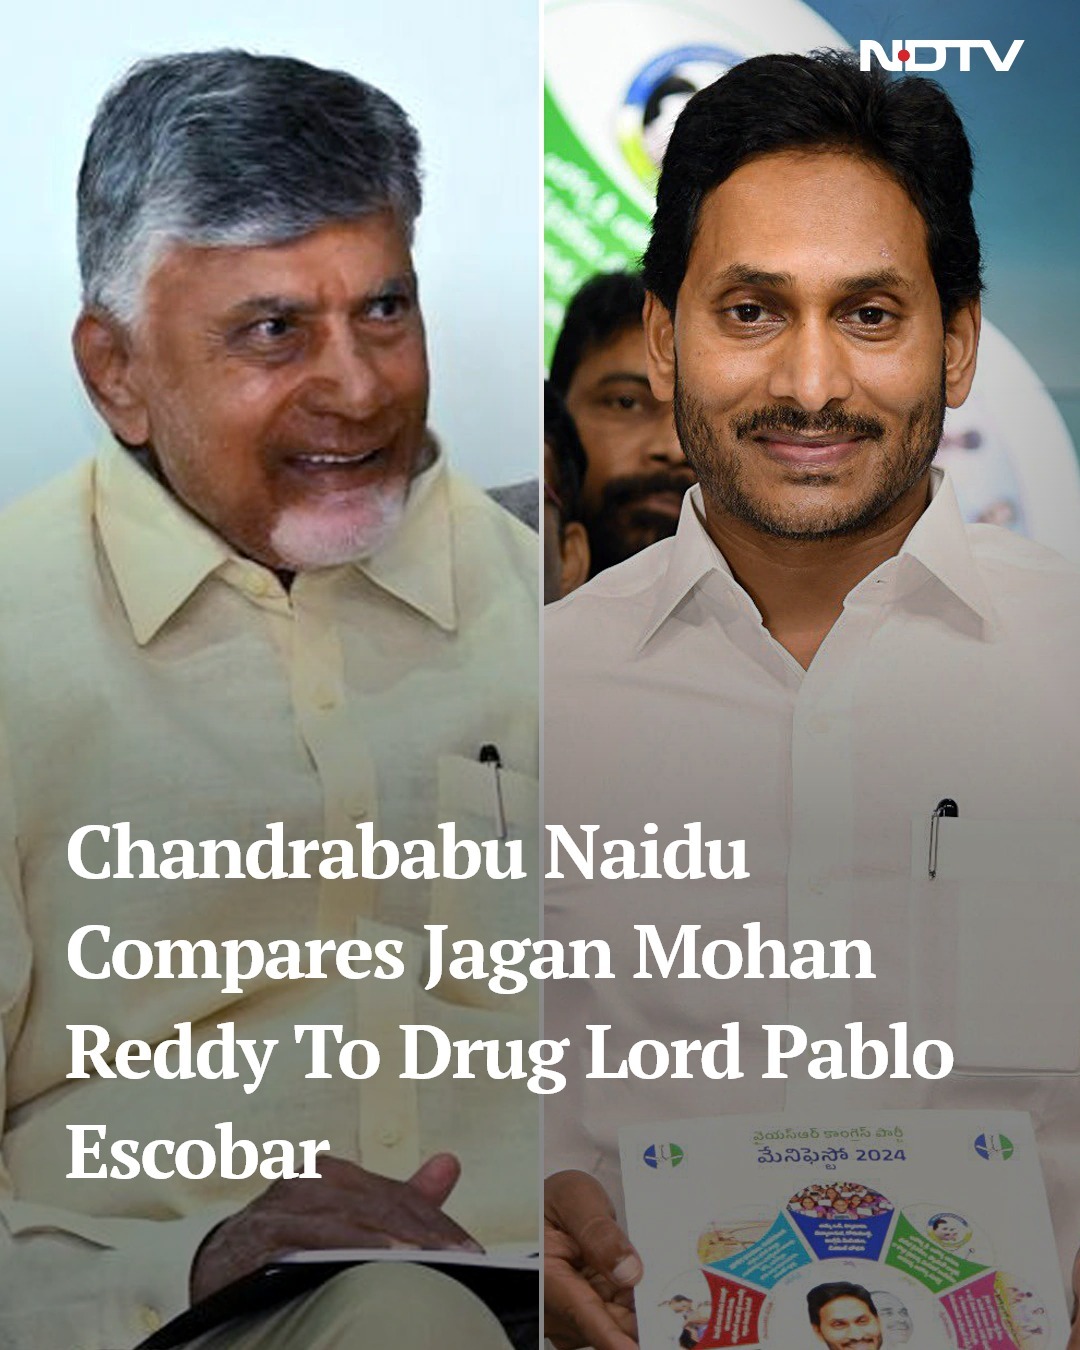 NDTV
Chandrababu Naidu
Compares Jagan Mohan
Reddy To Drug Lord Pablo
Escobar
వైయస్ఆర్ కాంగ్రెస్ పార్టీ
మేనిఫెస్టో 2024